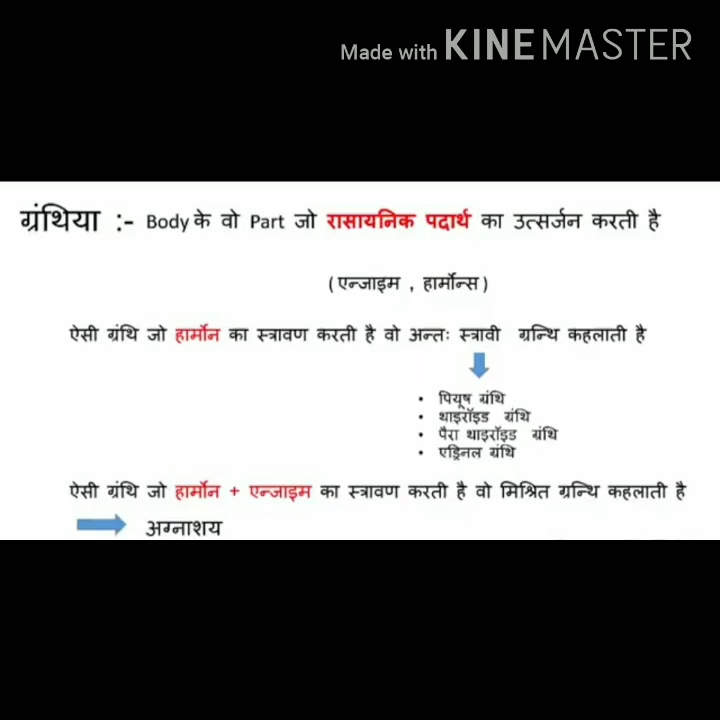 Made with KINEMASTER
ग्रंथिया :- Body के वो Part जो रासायनिक पदार्थ का उत्सर्जन करती है
( एन्जाइम , हार्मोन्स )
ऐसी ग्रंथि जो हार्मोन का स्त्रावण करती है वो अन्तः स्त्रावी ग्रन्थि कहलाती है
• पियूष ग्रंथि
• थाइरॉइड ग्रंथि
• पैरा थाइरॉइड ग्रंथि
• एड्रिनल ग्रंथि
ऐसी ग्रंथि जो हार्मोन + एन्जाइम का स्त्रावण करती है वो मिश्रित ग्रन्थि कहलाती है
अग्नाशय